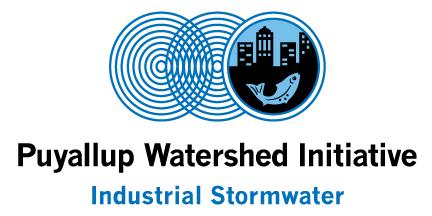 Puyallup Watershed Initiative
Industrial Stormwater